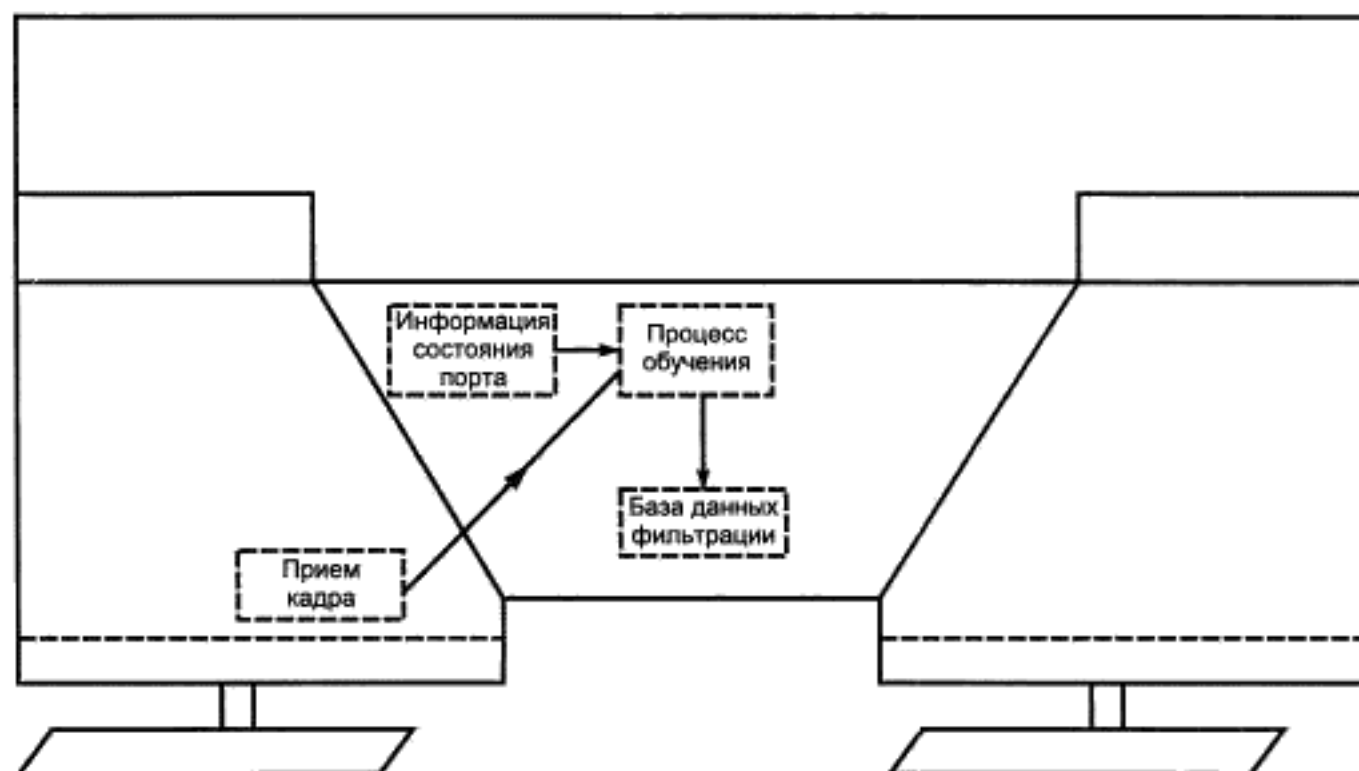 Информация
состояния
порта
Процесс
обучения
База данных
фильтрации
Прием
кадра